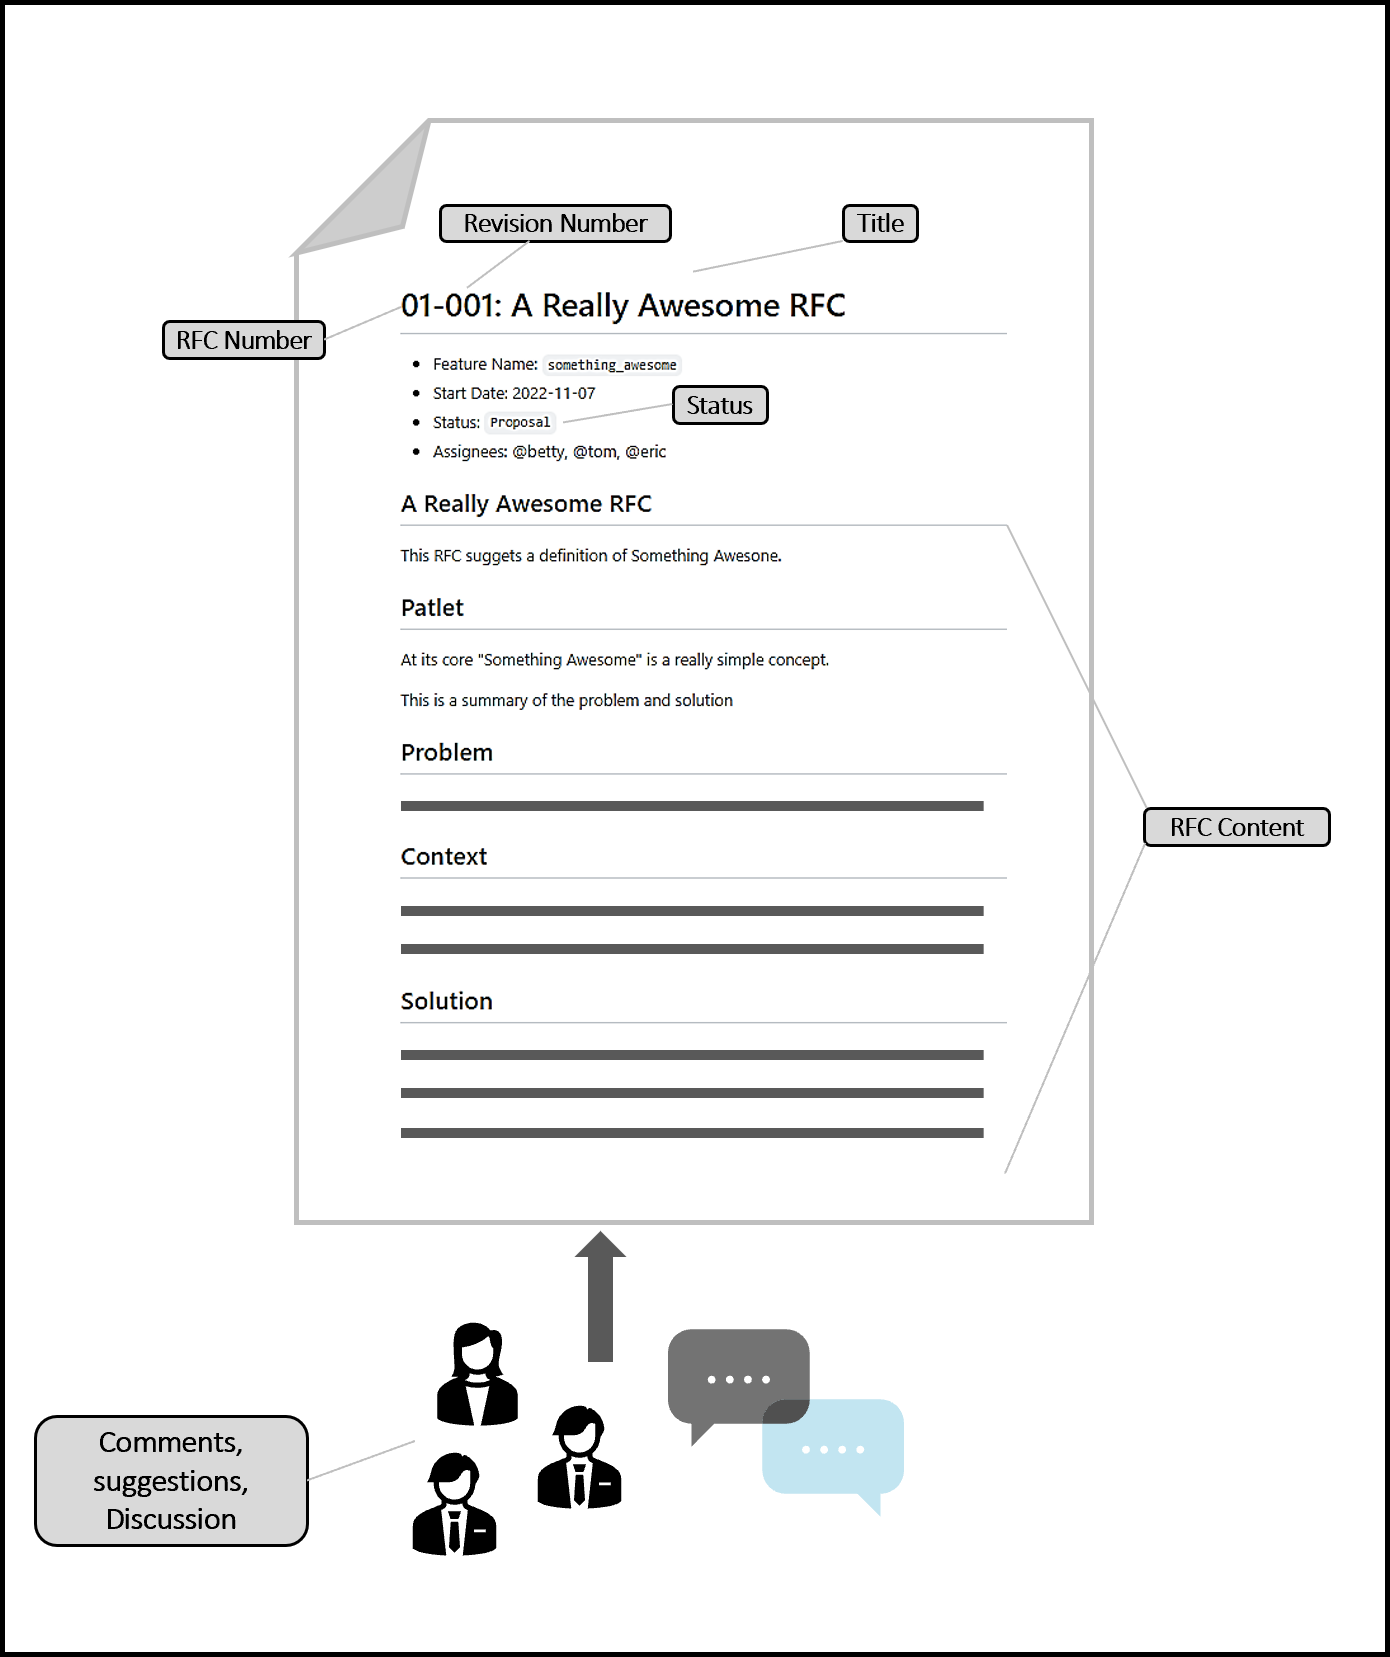 Revision Number
Title
01-001: A Really Awesome RFC
RFC Number
Feature Name: something_awesome
Start Date: 2022-11-07
Status
Status: Proposal
Assignees: @betty, @tom, @eric
A Really Awesome RFC
This RFC suggets a definition of Something Awesone.
Patlet
At its core "Something Awesome" is a really simple concept.
This is a summary of the problem and solution
Problem
RFC Content
Context
Solution
Comments,
suggestions,
Discussion